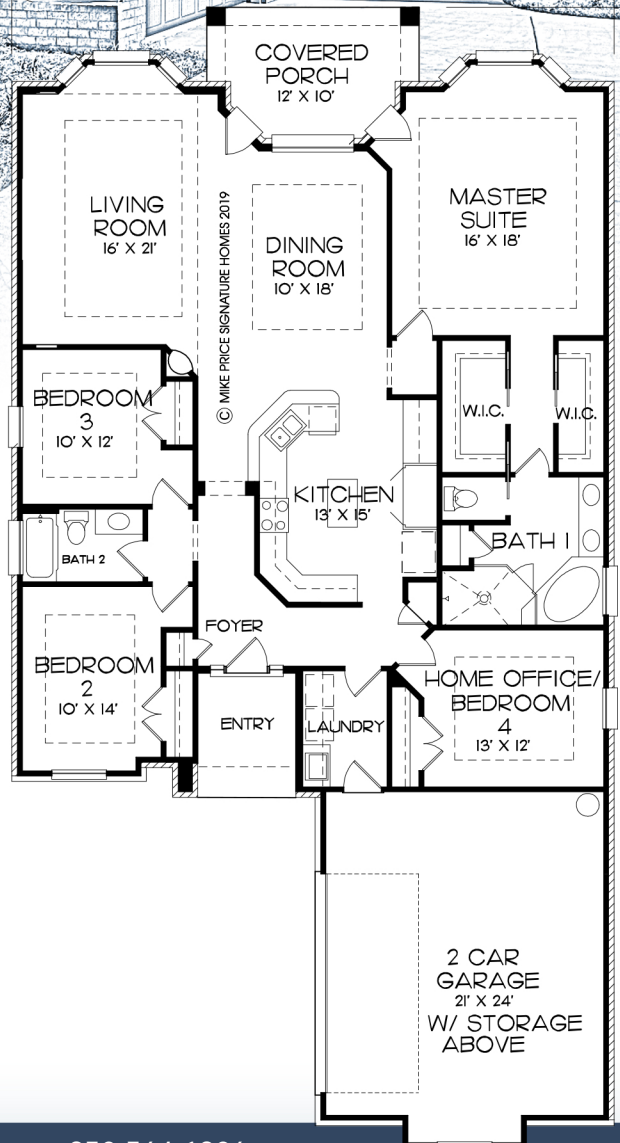 COVERED
PORCH
12' X 10'
LIVING
ROOM
16' X 21'
DINING
ROOM
10' X 18'
MASTER
SUITE
16' X 18'
© MIKE PRICE SIGNATURE HOMES 2019
BEDROOM
3
10' X 12'
W.I.C.
W.I.C.
KITCHEN
13' X 15'
BATH 1
BATH 2
FOYER
BEDROOM
2
10' X 14'
ENTRY
LAUNDRY
HOME OFFICE/
BEDROOM
4
13' X 12'
2 CAR
GARAGE
21' X 24'
W/ STORAGE
ABOVE